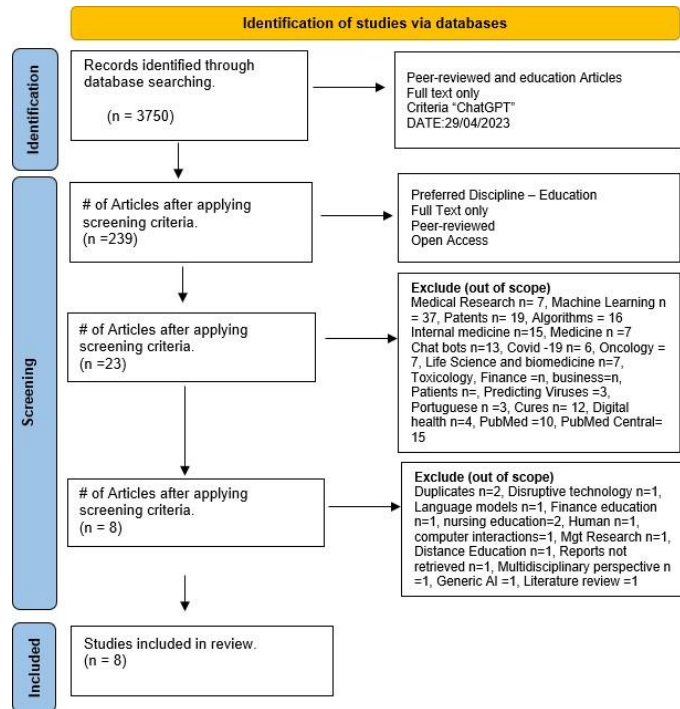 Identification of studies via databases
Identification
Records identified through
database searching.
(n = 3750)
Peer-reviewed and education Articles
Full text only
Criteria “ChatGPT”
DATE:29/04/2023
Screening
# of Articles after applying
screening criteria.
(n =239)
Preferred Discipline – Education
Full Text only
Peer-reviewed
Open Access
# of Articles after applying
screening criteria.
(n =23)
Exclude (out of scope)
Medical Research n= 7, Machine Learning n
= 37, Patents n= 19, Algorithms = 16
Internal medicine n=15, Medicine n =7
Chat bots n=13, Covid -19 n= 6, Oncology =
7, Life Science and biomedicine n=7,
Toxicology, Finance =n, business=n,
Patients n=, Predicting Viruses =3,
Portuguese n =3, Cures n= 12, Digital
health n=4, PubMed =10, PubMed Central=
15
# of Articles after applying
screening criteria.
(n = 8)
Exclude (out of scope)
Duplicates n=2, Disruptive technology n=1,
Language models n=1, Finance education
n=1, nursing education=2, Human n=1,
computer interactions=1, Mgt Research n=1,
Distance Education n=1, Reports not
retrieved n=1, Multidisciplinary perspective n
=1, Generic AI =1, Literature review =1
Included
Studies included in review.
(n = 8)